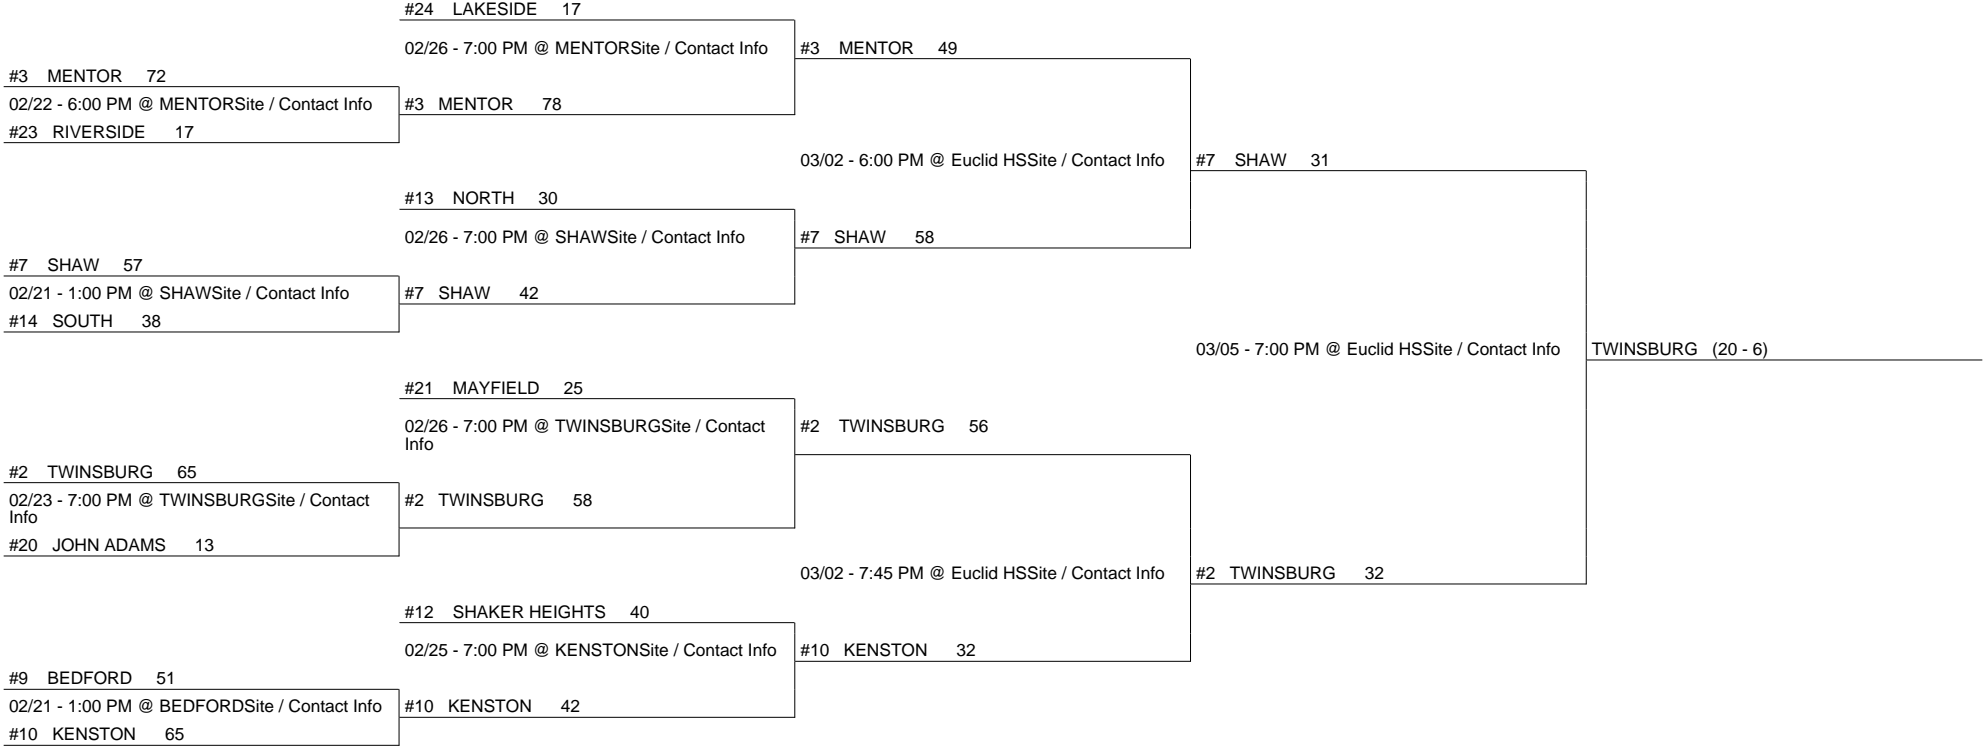 #24 LAKESIDE 17
02/26 - 7:00 PM @ MENTORSite / Contact Info
#3 MENTOR 49
#3 MENTOR 72
02/22 - 6:00 PM @ MENTORSite / Contact Info
#3 MENTOR 78
#23 RIVERSIDE 17
03/02 - 6:00 PM @ Euclid HSSite / Contact Info
#7 SHAW 31
#13 NORTH 30
02/26 - 7:00 PM @ SHAWSite / Contact Info
#7 SHAW 58
#7 SHAW 57
02/21 - 1:00 PM @ SHAWSite / Contact Info
#7 SHAW 42
#14 SOUTH 38
03/05 - 7:00 PM @ Euclid HSSite / Contact Info
TWINSBURG (20 - 6)
#21 MAYFIELD 25
02/26 - 7:00 PM @ TWINSBURGSite / Contact
Info
#2 TWINSBURG 56
#2 TWINSBURG 65
02/23 - 7:00 PM @ TWINSBURGSite / Contact
Info
#2 TWINSBURG 58
#20 JOHN ADAMS 13
03/02 - 7:45 PM @ Euclid HSSite / Contact Info
#2 TWINSBURG 32
#12 SHAKER HEIGHTS 40
02/25 - 7:00 PM @ KENSTONSite / Contact Info
#10 KENSTON 32
#9 BEDFORD 51
02/21 - 1:00 PM @ BEDFORDSite / Contact Info
#10 KENSTON 42
#10 KENSTON 65